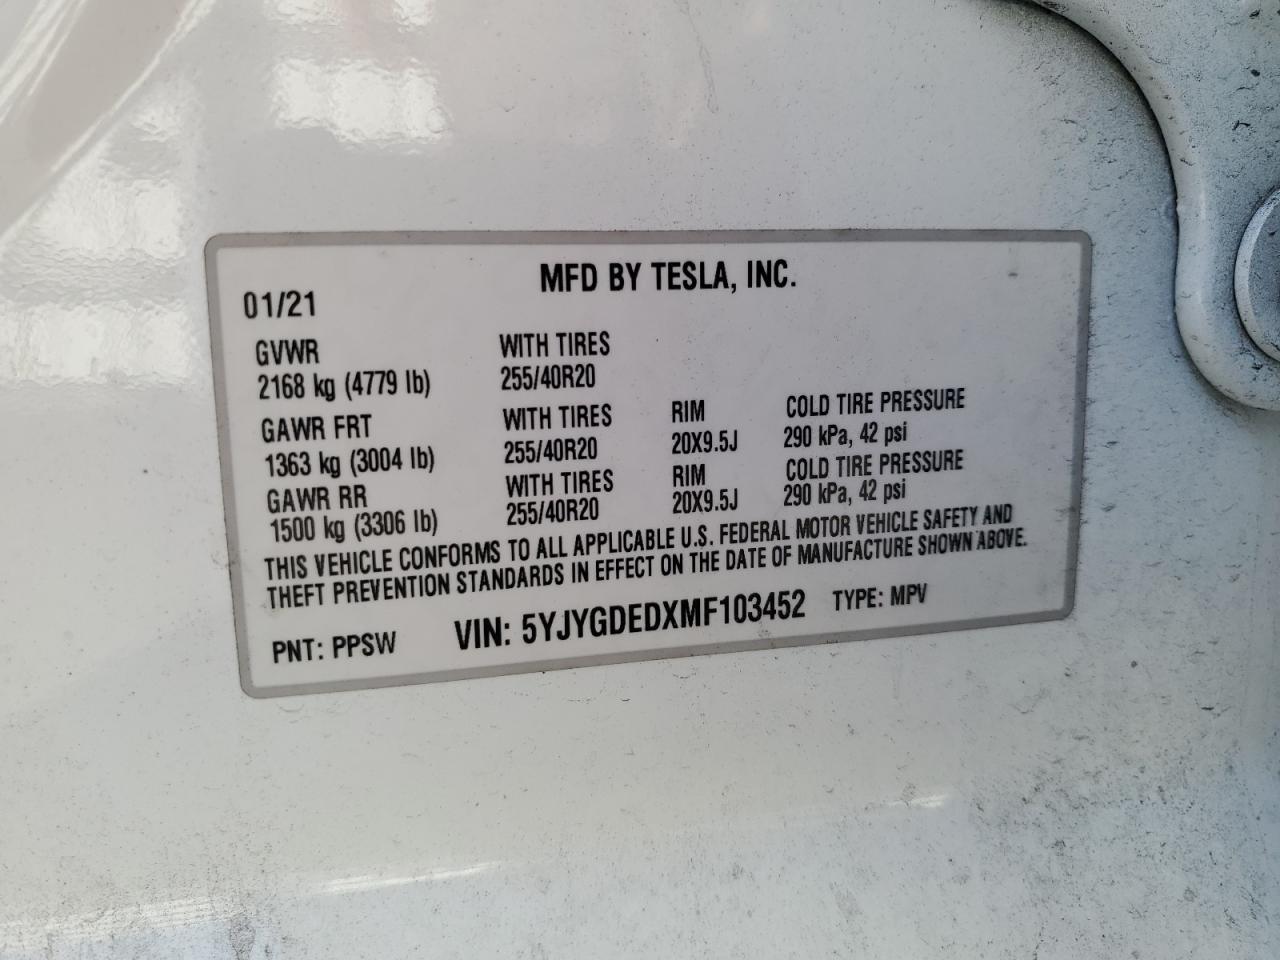 MFD BY TESLA, INC.
01/21
GVWR WITH TIRES
2168 kg (4779 lb) 255/40R20
GAWR FRT WITH TIRES RIM COLD TIRE PRESSURE
1363 kg (3004 lb) 255/40R20 20X9.5J 290 kPa, 42 psi
GAWR RR WITH TIRES RIM COLD TIRE PRESSURE
1500 kg (3306 lb) 255/40R20 20X9.5J 290 kPa, 42 psi
THIS VEHICLE CONFORMS TO ALL APPLICABLE U.S. FEDERAL MOTOR VEHICLE SAFETY AND
THEFT PREVENTION STANDARDS IN EFFECT ON THE DATE OF MANUFACTURE SHOWN ABOVE.
PNT: PPSW VIN: 5YJYGDEDXMF103452 TYPE: MPV